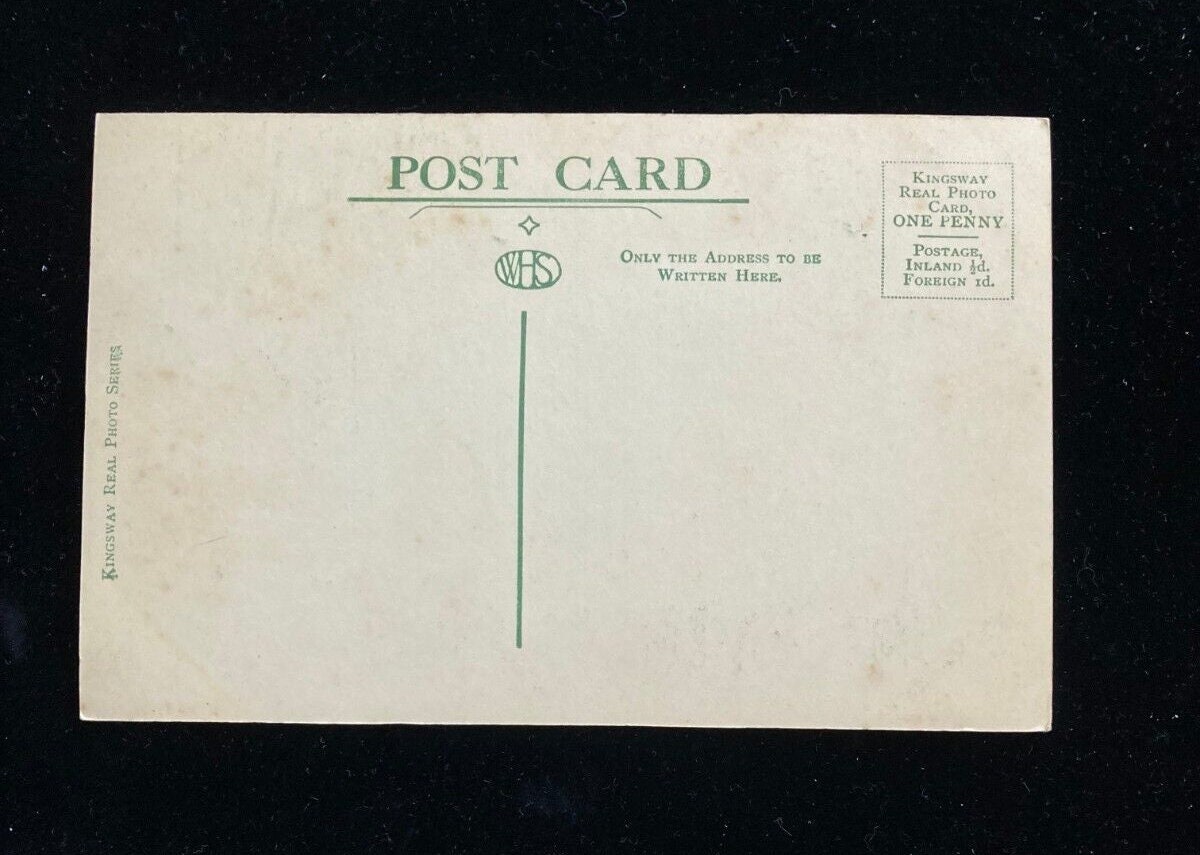 POST CARD
WHS
ONLY THE ADDRESS TO BE
WRITTEN HERE.
KINGSWAY
REAL PHOTO
CARD,
ONE PENNY
POSTAGE,
INLAND ½d.
FOREIGN 1d.
KINGSWAY REAL PHOTO SERIES